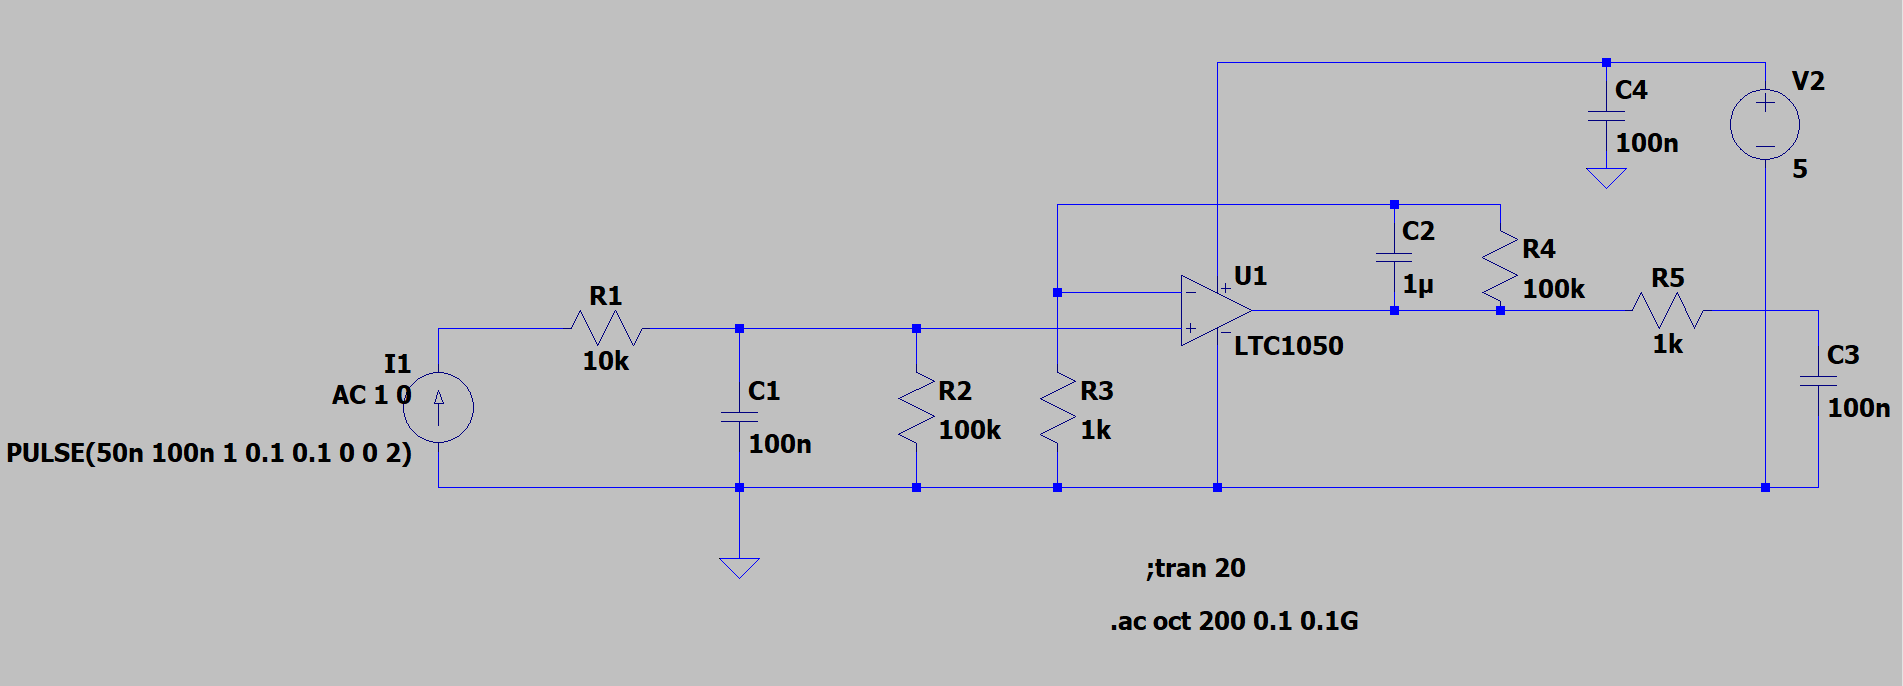 C4
100n
V2
5
C2
1µ
R4
100k
U1
LTC1050
R5
1k
C3
100n
R1
10k
I1
AC 1 0
PULSE(50n 100n 1 0.1 0.1 0 0 2)
C1
100n
R2
100k
R3
1k
;tran 20
.ac oct 200 0.1 0.1G